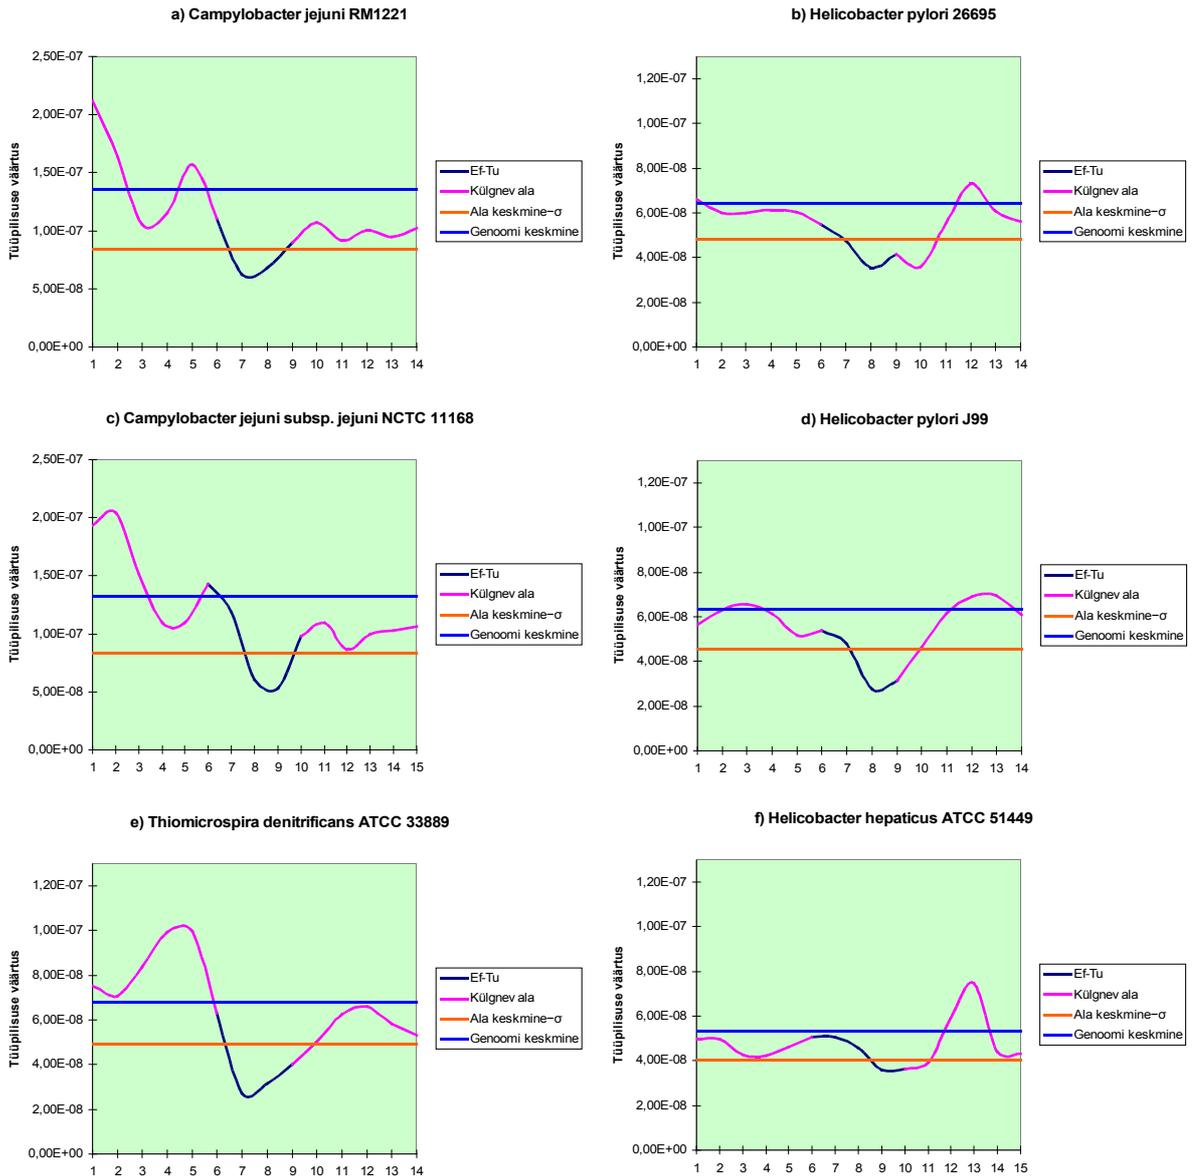 a) Campylobacter jejuni RM1221
Tüüpilisuse väärtus
2,50E-07
2,00E-07
1,50E-07
1,00E-07
5,00E-08
0,00E+00
1 2 3 4 5 6 7 8 9 10 11 12 13 14
Ef-Tu
Külgnev ala
Ala keskmine−σ
Genoomi keskmine
b) Helicobacter pylori 26695
Tüüpilisuse väärtus
1,20E-07
1,00E-07
8,00E-08
6,00E-08
4,00E-08
2,00E-08
0,00E+00
1 2 3 4 5 6 7 8 9 10 11 12 13 14
Ef-Tu
Külgnev ala
Ala keskmine−σ
Genoomi keskmine
c) Campylobacter jejuni subsp. jejuni NCTC 11168
Tüüpilisuse väärtus
2,50E-07
2,00E-07
1,50E-07
1,00E-07
5,00E-08
0,00E+00
1 2 3 4 5 6 7 8 9 10 11 12 13 14 15
Ef-Tu
Külgnev ala
Ala keskmine−σ
Genoomi keskmine
d) Helicobacter pylori J99
Tüüpilisuse väärtus
1,20E-07
1,00E-07
8,00E-08
6,00E-08
4,00E-08
2,00E-08
0,00E+00
1 2 3 4 5 6 7 8 9 10 11 12 13 14
Ef-Tu
Külgnev ala
Ala keskmine−σ
Genoomi keskmine
e) Thiomicrospira denitrificans ATCC 33889
Tüüpilisuse väärtus
1,20E-07
1,00E-07
8,00E-08
6,00E-08
4,00E-08
2,00E-08
0,00E+00
1 2 3 4 5 6 7 8 9 10 11 12 13 14
Ef-Tu
Külgnev ala
Ala keskmine−σ
Genoomi keskmine
f) Helicobacter hepaticus ATCC 51449
Tüüpilisuse väärtus
1,20E-07
1,00E-07
8,00E-08
6,00E-08
4,00E-08
2,00E-08
0,00E+00
1 2 3 4 5 6 7 8 9 10 11 12 13 14 15
Ef-Tu
Külgnev ala
Ala keskmine−σ
Genoomi keskmine